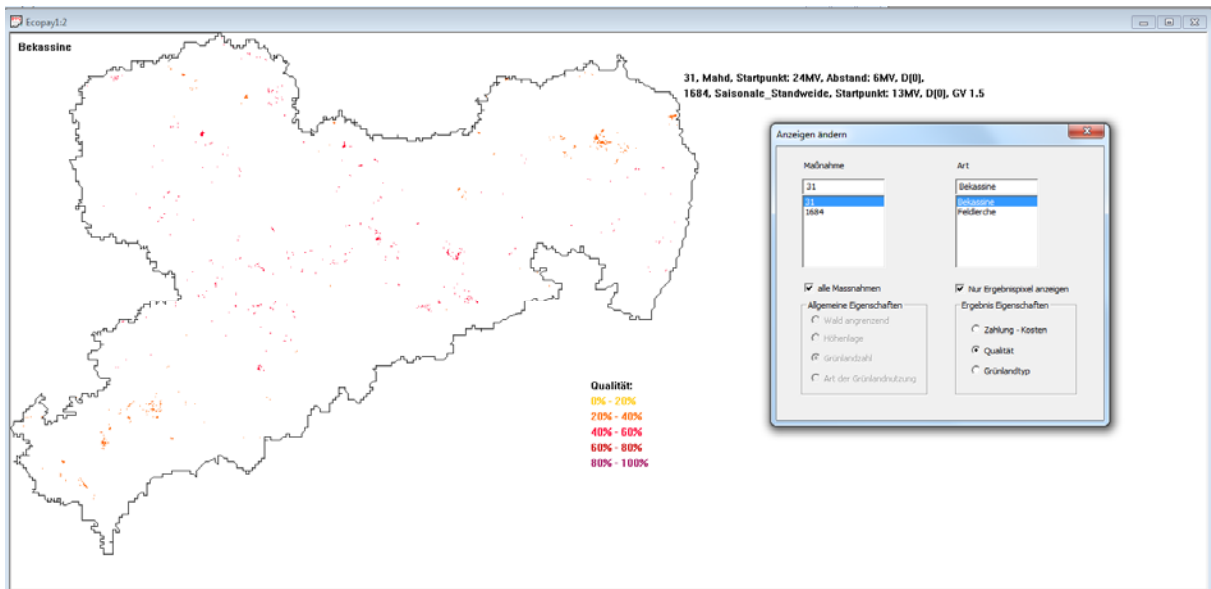 Ecopay1:2
Bekassine
31, Mahd, Startpunkt: 24MV, Abstand: 6MV, D[0],
1684, Saisonale_Standweide, Startpunkt: 13MV, D[0], GV 1.5
Anzeigen ändern
Maßnahme
Art
31
Bekassine
31
Bekassine
1684
Feldlerche
alle Massnahmen
Nur Ergebnispixel anzeigen
Allgemeine Eigenschaften
Ergebnis Eigenschaften
Wald angrenzend
Zahlung - Kosten
Höhenlage
Qualität
Grünlandzahl
Grünlandtyp
Art der Grünlandnutzung
Qualität:
0% - 20%
20% - 40%
40% - 60%
60% - 80%
80% - 100%